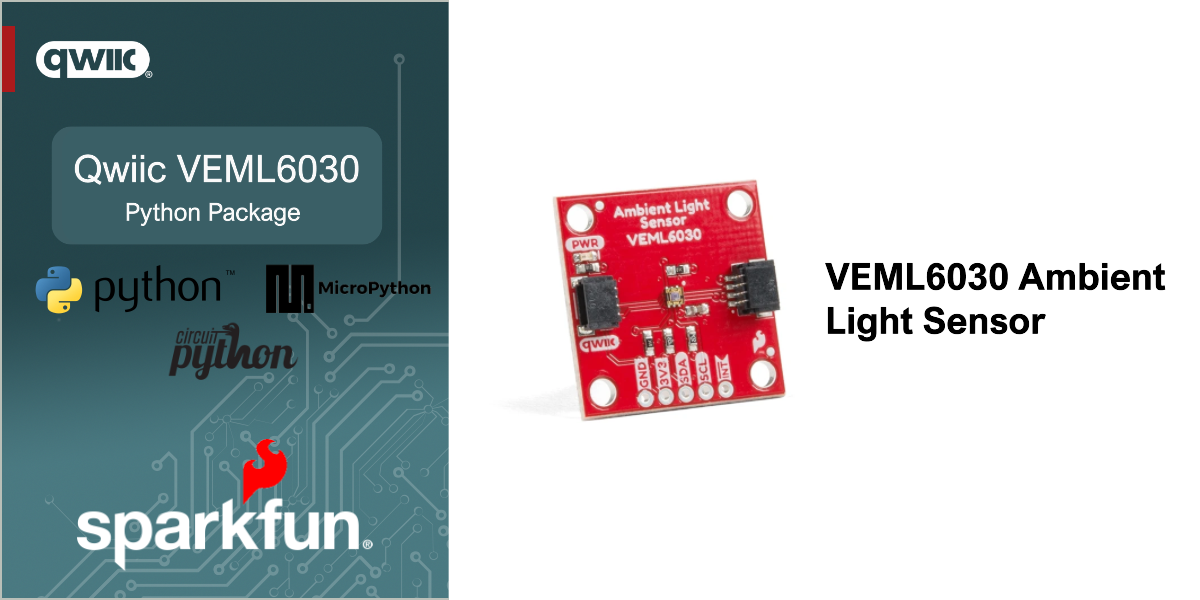 qwiic®
Qwiic VEML6030
Python Package
python™
MicroPython
circuit
python
sparkfun®
Ambient Light
Sensor
VEML6030
PWR
qwiic
GND
3V3
SDA
SCL
INT
VEML6030 Ambient
Light Sensor